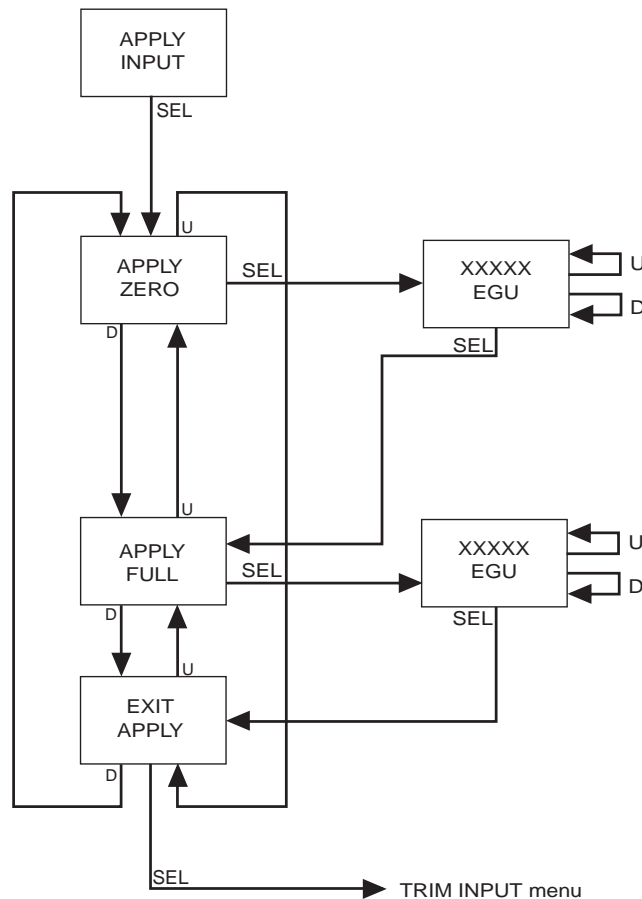 APPLY
INPUT
SEL
U
APPLY
ZERO
SEL
D
XXXXX
EGU
U
D
SEL
U
APPLY
FULL
SEL
D
XXXXX
EGU
U
D
SEL
U
EXIT
APPLY
D
SEL
TRIM INPUT menu